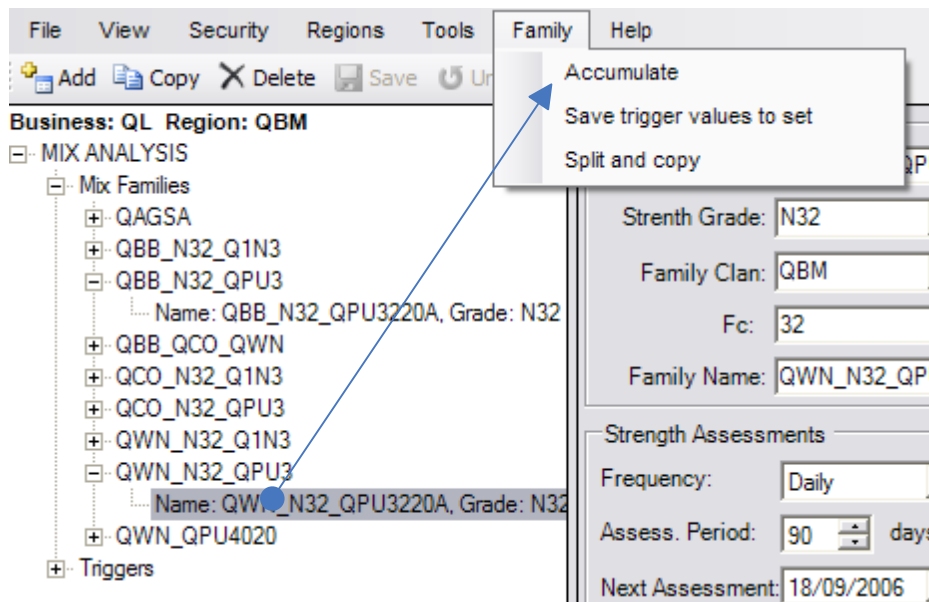 File View Security Regions Tools Family Help
Add Copy Delete Save
Accumulate
Save trigger values to set
Split and copy
Business: QL Region: QBM
MIX ANALYSIS
Mix Families
QAGSA
QBB_N32_Q1N3
QBB_N32_QPU3
Name: QBB_N32_QPU3220A, Grade: N32
QBB_QCO_QWN
QCO_N32_Q1N3
QCO_N32_QPU3
QWN_N32_Q1N3
QWN_N32_QPU3
Name: QWN_N32_QPU3220A, Grade: N32
QWN_QPU4020
Triggers
Strenth Grade: N32
Family Clan: QBM
Fc: 32
Family Name: QWN_N32_QP
Strength Assessments
Frequency: Daily
Assess. Period: 90 days
Next Assessment: 18/09/2006